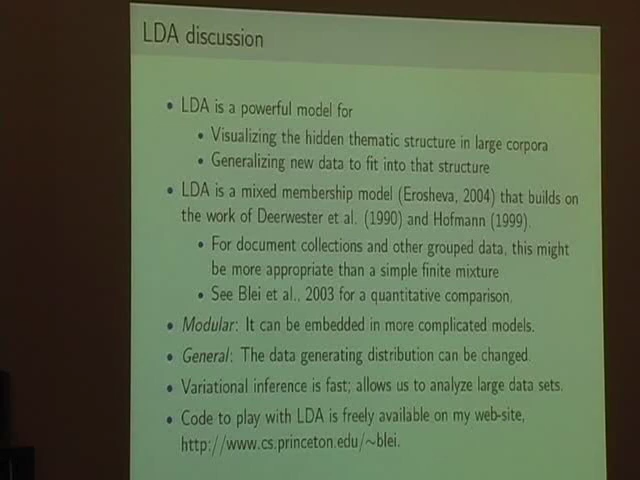 LDA discussion
• LDA is a powerful model for
• Visualizing the hidden thematic structure in large corpora
• Generalizing new data to fit into that structure
• LDA is a mixed membership model (Erosheva, 2004) that builds on
the work of Deerwester et al. (1990) and Hofmann (1999).
• For document collections and other grouped data, this might
be more appropriate than a simple finite mixture
• See Blei et al., 2003 for a quantitative comparison.
• Modular: It can be embedded in more complicated models.
• General: The data generating distribution can be changed.
• Variational inference is fast; allows us to analyze large data sets.
• Code to play with LDA is freely available on my web-site,
http://www.cs.princeton.edu/~blei.